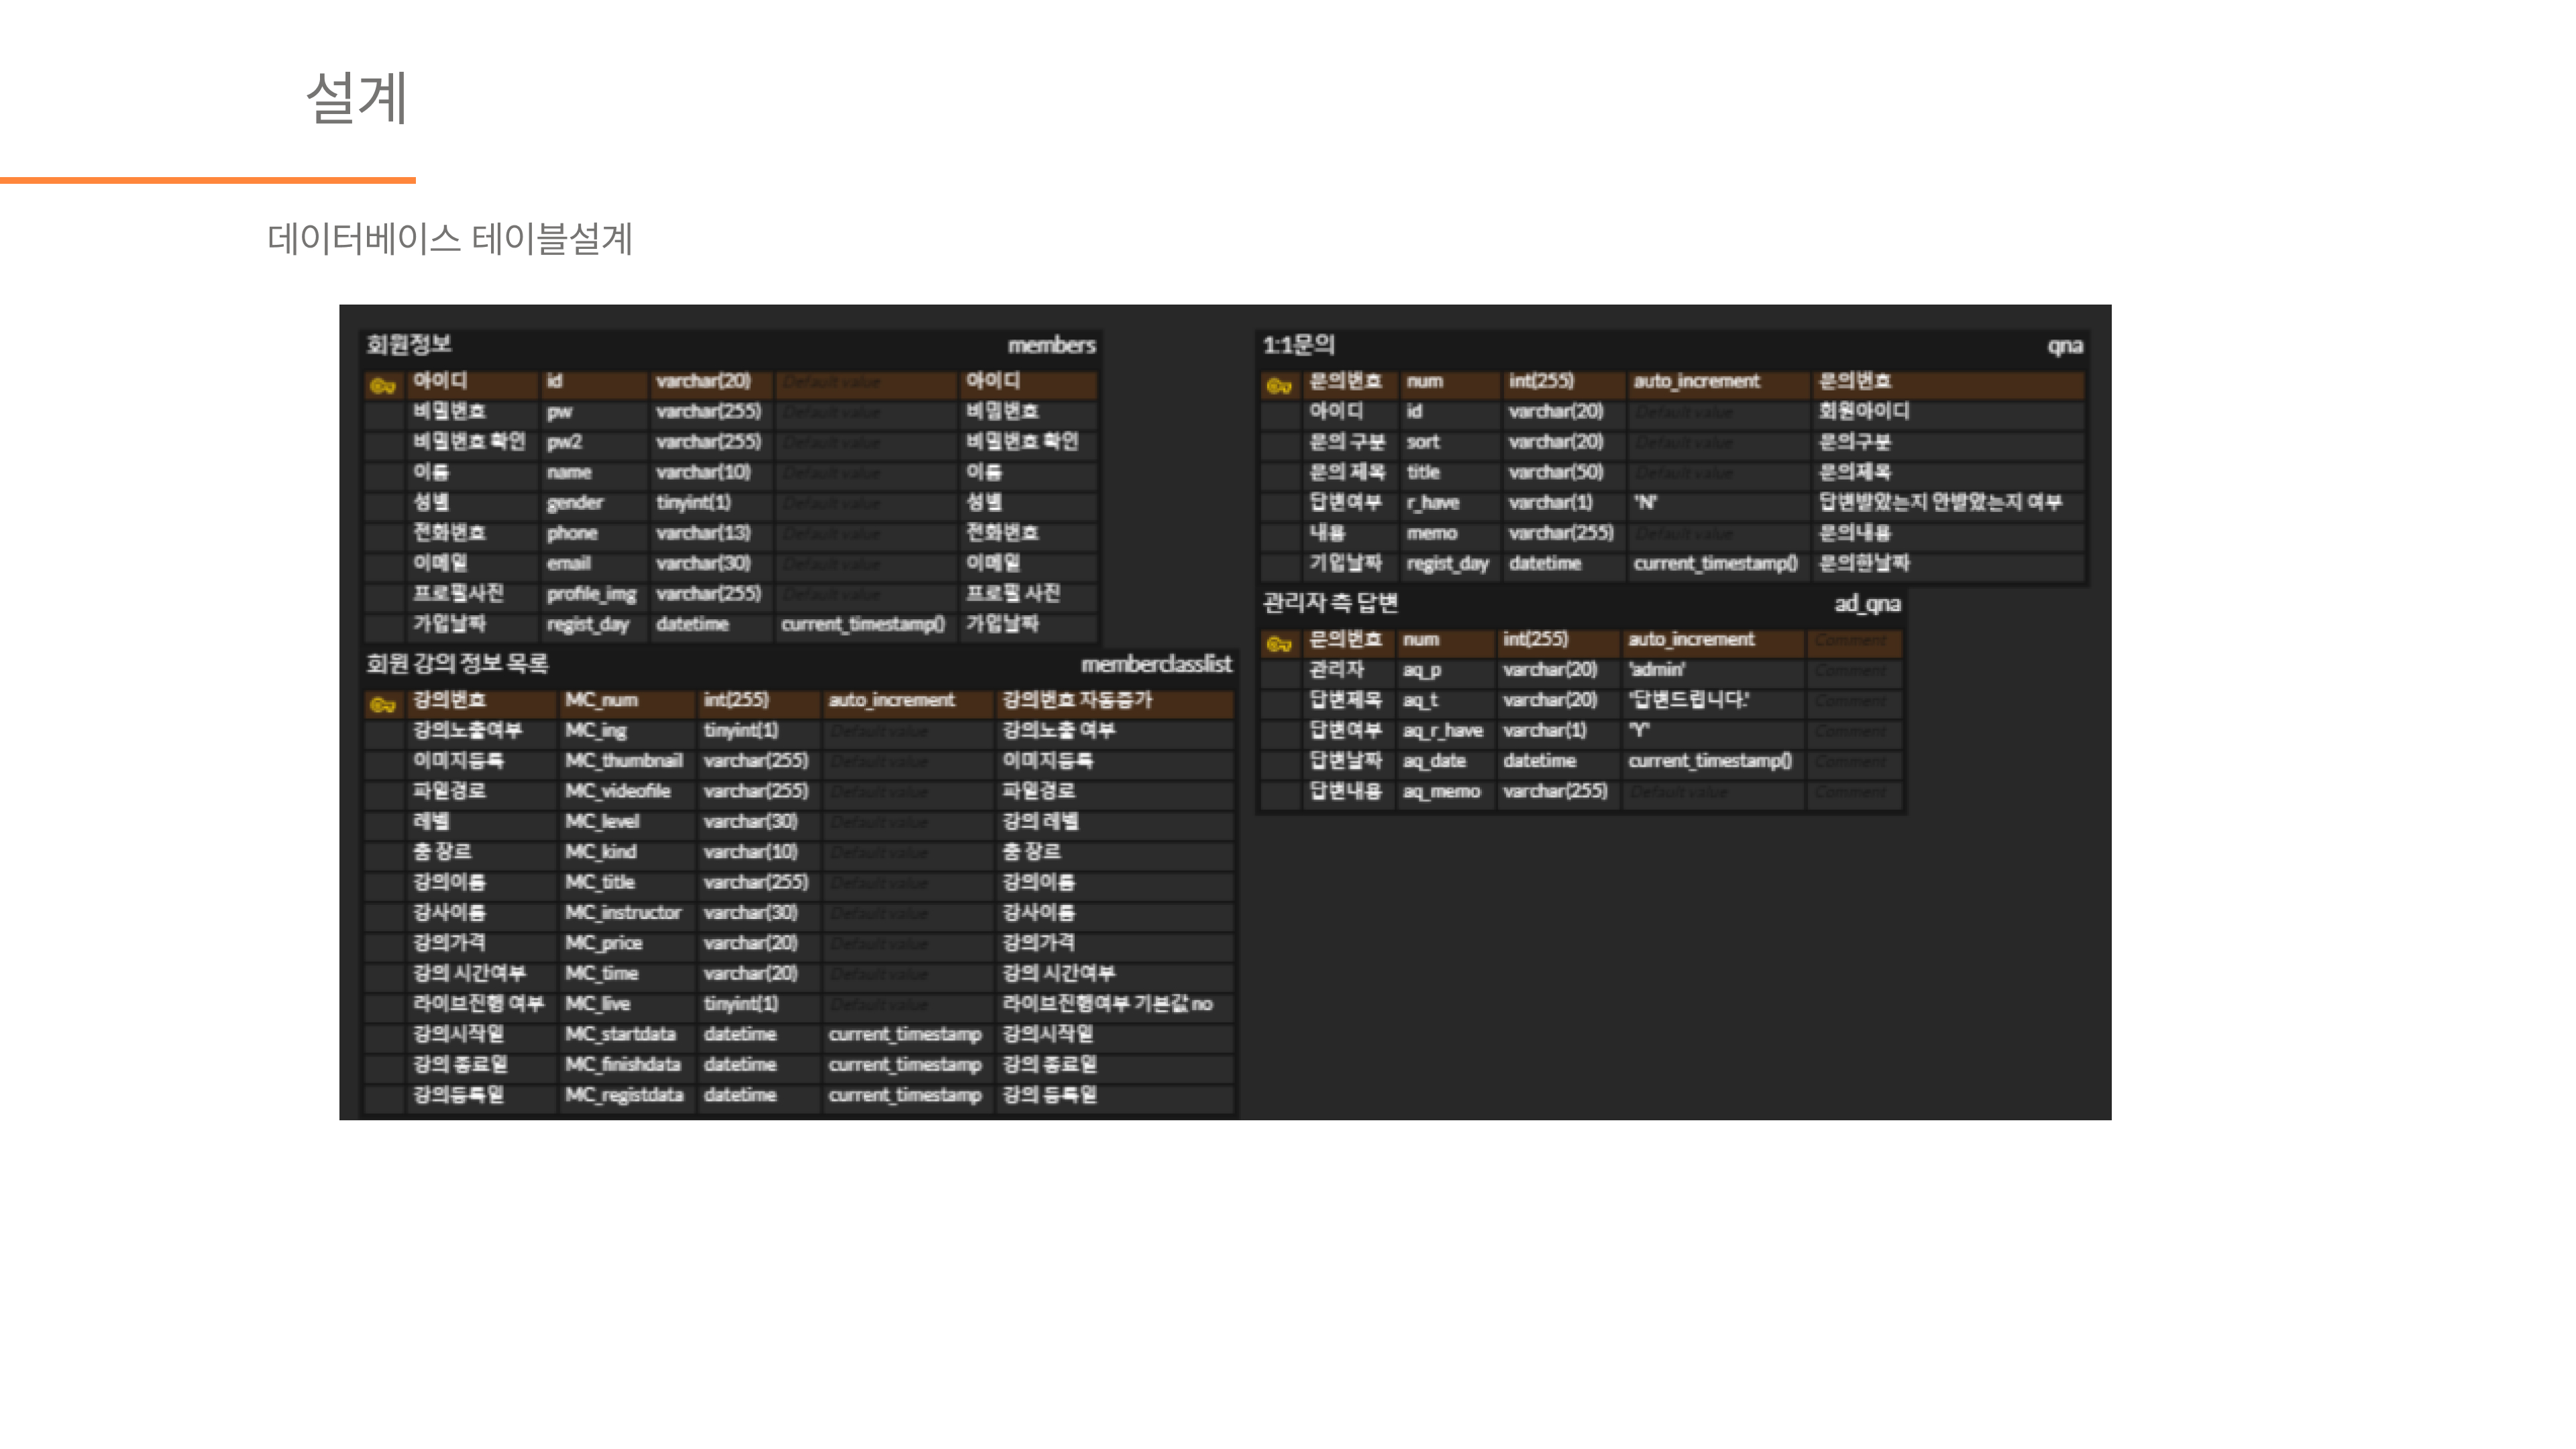 설계
데이터베이스 테이블설계
회원정보 members
아이디 id varchar(20) Default value 아이디
비밀번호 pw varchar(255) Default value 비밀번호
비밀번호 확인 pw2 varchar(255) Default value 비밀번호 확인
이름 name varchar(10) Default value 이름
성별 gender tinyint(1) Default value 성별
전화번호 phone varchar(13) Default value 전화번호
이메일 email varchar(30) Default value 이메일
프로필사진 profile_img varchar(255) Default value 프로필 사진
가입날짜 regist_day datetime current_timestamp() 가입날짜
회원 강의 정보 목록 memberclasslist
강의번호 MC_num int(255) auto_increment 강의번호 자동증가
강의노출여부 MC_ing tinyint(1) Default value 강의노출 여부
이미지등록 MC_thumbnail varchar(255) Default value 이미지등록
파일경로 MC_videofile varchar(255) Default value 파일경로
레벨 MC_level varchar(30) Default value 강의 레벨
춤 장르 MC_kind varchar(10) Default value 춤 장르
강의이름 MC_title varchar(255) Default value 강의이름
강사이름 MC_instructor varchar(30) Default value 강사이름
강의가격 MC_price varchar(20) Default value 강의가격
강의 시간여부 MC_time varchar(20) Default value 강의 시간여부
라이브진행 여부 MC_live tinyint(1) Default value 라이브진행여부 기본값 no
강의시작일 MC_startdata datetime current_timestamp 강의시작일
강의 종료일 MC_finishdata datetime current_timestamp 강의 종료일
강의등록일 MC_registdata datetime current_timestamp 강의 등록일
1:1문의 qna
문의번호 num int(255) auto_increment 문의번호
아이디 id varchar(20) Default value 회원아이디
문의 구분 sort varchar(20) Default value 문의구분
문의 제목 title varchar(50) Default value 문의제목
답변여부 r_have varchar(1) 'N' 답변받았는지 안받았는지 여부
내용 memo varchar(255) Default value 문의내용
기입날짜 regist_day datetime current_timestamp() 문의한날짜
관리자 측 답변 ad_qna
문의번호 num int(255) auto_increment Comment
관리자 aq_p varchar(20) 'admin' Comment
답변제목 aq_t varchar(20) '답변드립니다.' Comment
답변여부 aq_r_have varchar(1) 'Y' Comment
답변날짜 aq_date datetime current_timestamp() Comment
답변내용 aq_memo varchar(255) Default value Comment